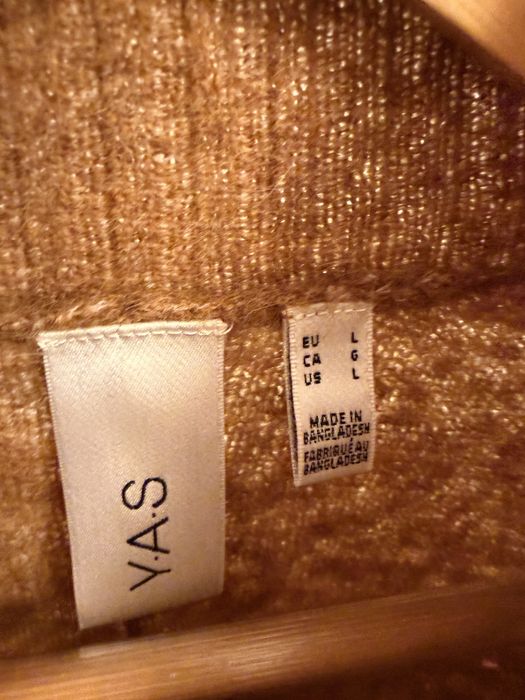 Y.A.S
EU L
CA G
US L
MADE IN
BANGLADESH
FABRIQUÉ AU
BANGLADESH